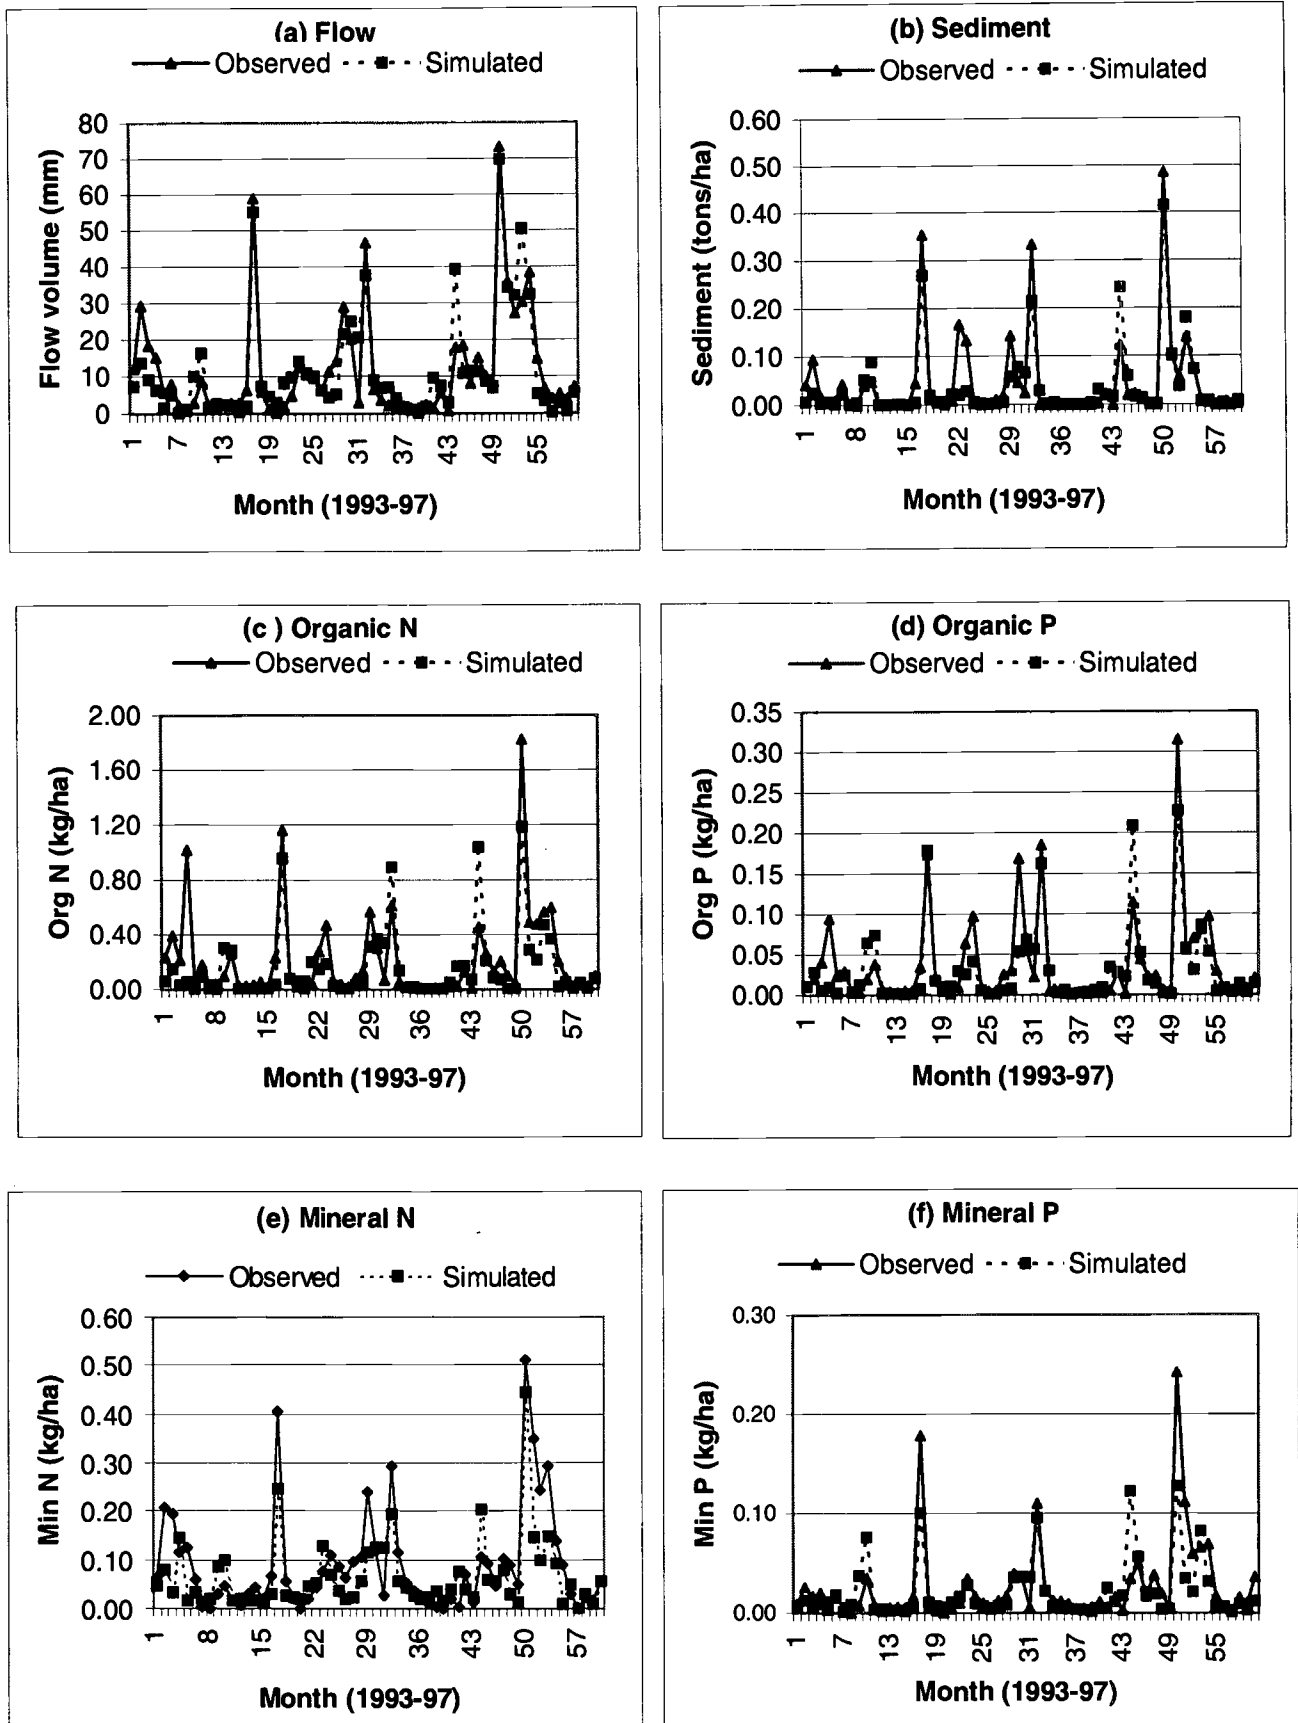 (a) Flow
Observed Simulated
80
70
60
50
40
30
20
10
0
Flow volume (mm)
1 7 13 19 25 31 37 43 49 55
Month (1993-97)
(b) Sediment
Observed Simulated
0.60
0.50
0.40
0.30
0.20
0.10
0.00
Sediment (tons/ha)
1 8 15 22 29 36 43 50 57
Month (1993-97)
(c ) Organic N
Observed Simulated
2.00
1.60
1.20
0.80
0.40
0.00
Org N (kg/ha)
1 8 15 22 29 36 43 50 57
Month (1993-97)
(d) Organic P
Observed Simulated
0.35
0.30
0.25
0.20
0.15
0.10
0.05
0.00
Org P (kg/ha)
1 7 13 19 25 31 37 43 49 55
Month (1993-97)
(e) Mineral N
Observed Simulated
0.60
0.50
0.40
0.30
0.20
0.10
0.00
Min N (kg/ha)
1 8 15 22 29 36 43 50 57
Month (1993-97)
(f) Mineral P
Observed Simulated
0.30
0.20
0.10
0.00
Min P (kg/ha)
1 7 13 19 25 31 37 43 49 55
Month (1993-97)